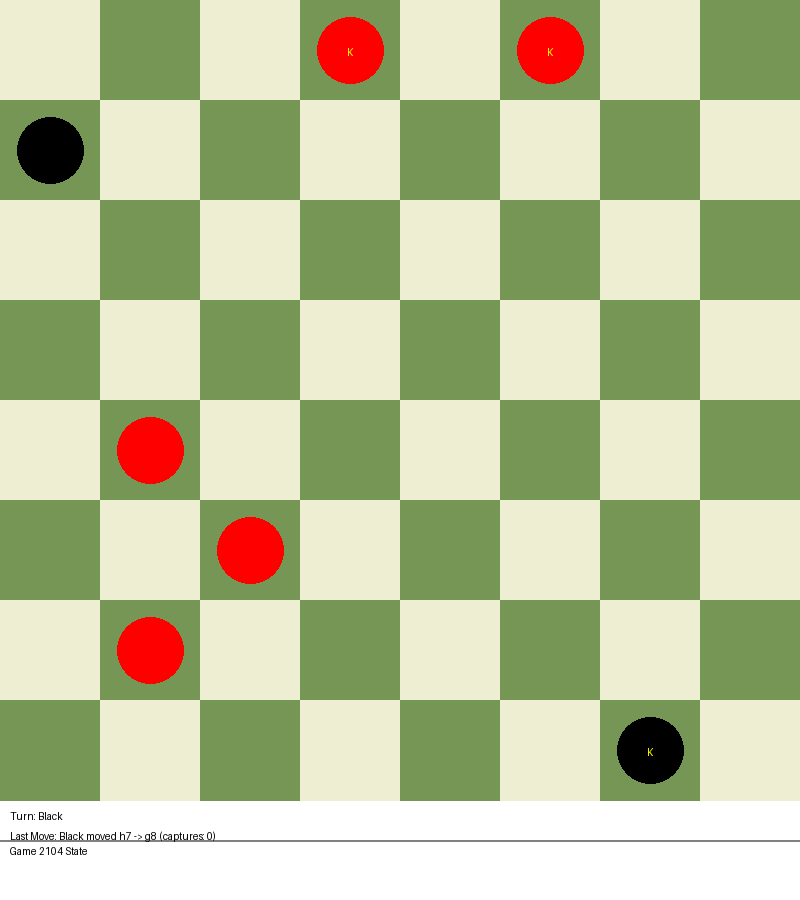 K K
K
Turn: Black
Last Move: Black moved h7 -> g8 (captures: 0)
Game 2104 State